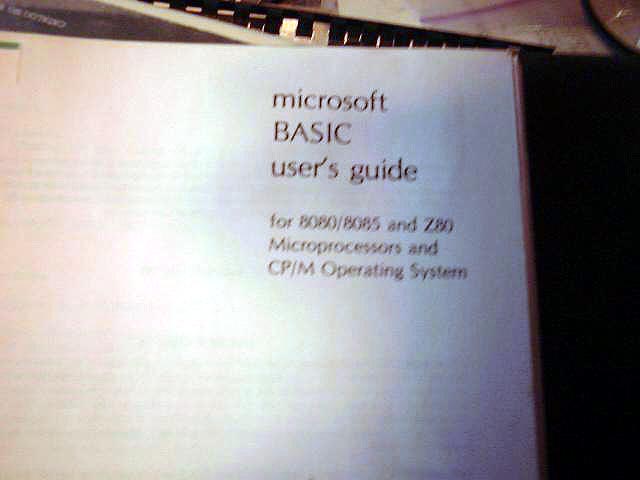 microsoft
BASIC
user's guide
for 8080/8085 and Z80
Microprocessors and
CP/M Operating System